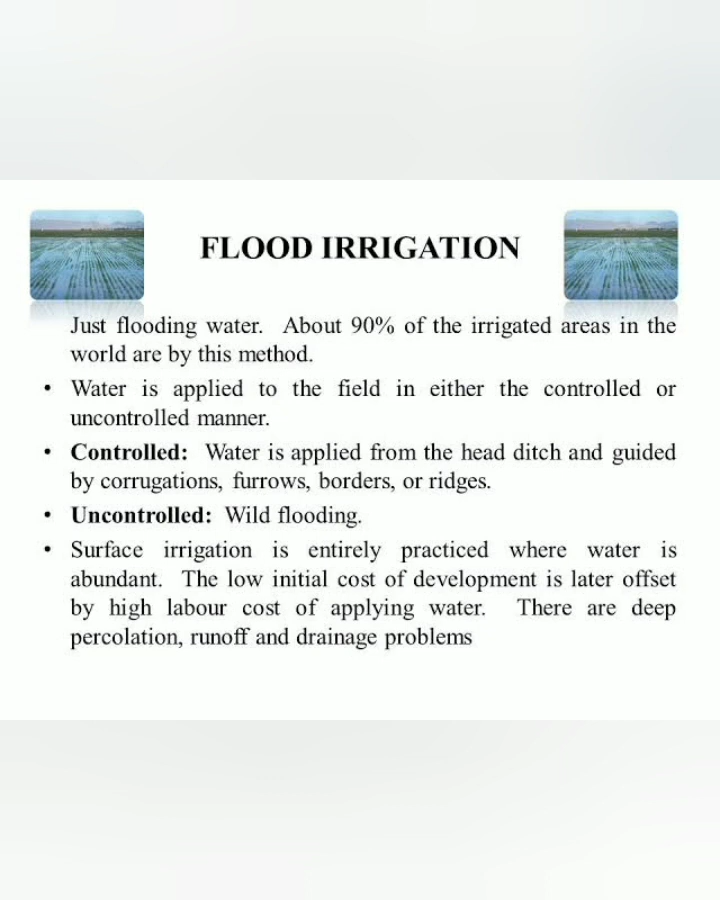 FLOOD IRRIGATION
Just flooding water. About 90% of the irrigated areas in the
world are by this method.
• Water is applied to the field in either the controlled or
uncontrolled manner.
• Controlled: Water is applied from the head ditch and guided
by corrugations, furrows, borders, or ridges.
• Uncontrolled: Wild flooding.
• Surface irrigation is entirely practiced where water is
abundant. The low initial cost of development is later offset
by high labour cost of applying water. There are deep
percolation, runoff and drainage problems